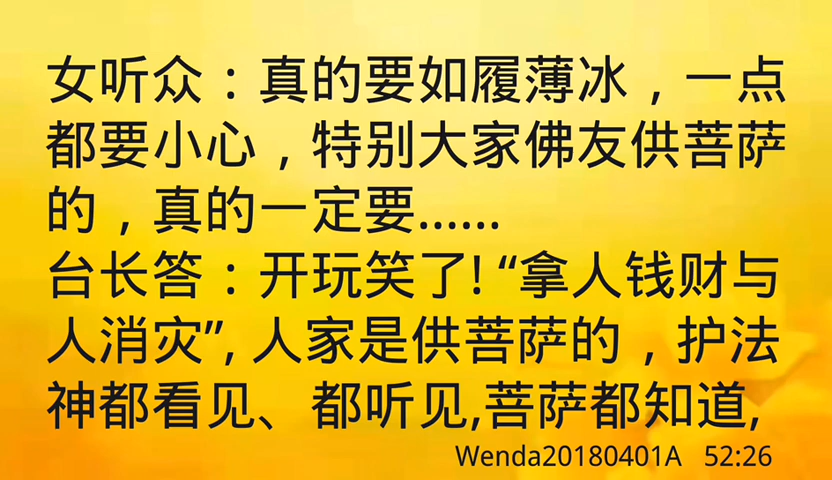 女听众：真的要如履薄冰，一点
都要小心，特别大家佛友供菩萨
的，真的一定要……
台长答：开玩笑了! “拿人钱财与
人消灾”, 人家是供菩萨的，护法
神都看见、都听见,菩萨都知道,
Wenda20180401A 52:26